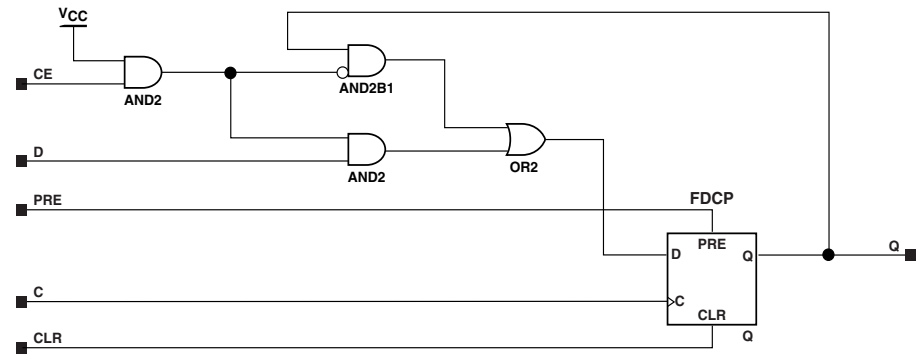 VCC
CE
AND2
AND2B1
D
AND2
OR2
PRE
FDCP
PRE
D
Q
Q
C
C
CLR
CLR
Q